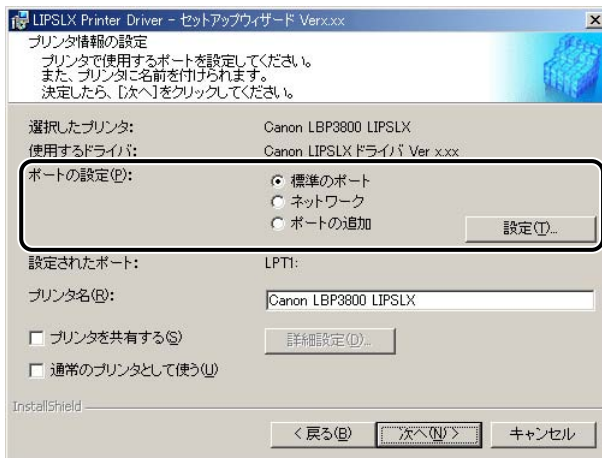 LIPSLX Printer Driver - セットアップウィザード Verx.xx
プリンタ情報の設定
プリンタで使用するポートを設定してください。
また、プリンタに名前を付けられます。
決定したら、[次へ]をクリックしてください。
選択したプリンタ: Canon LBP3800 LIPSLX
使用するドライバ: Canon LIPSLX ドライバ Ver x.xx
ポートの設定(P): 標準のポート
ネットワーク
ポートの追加 設定(T)...
設定されたポート: LPT1:
プリンタ名(R): Canon LBP3800 LIPSLX
プリンタを共有する(S) 詳細設定(D)...
通常のプリンタとして使う(U)
InstallShield
< 戻る(B) 次へ(N) > キャンセル